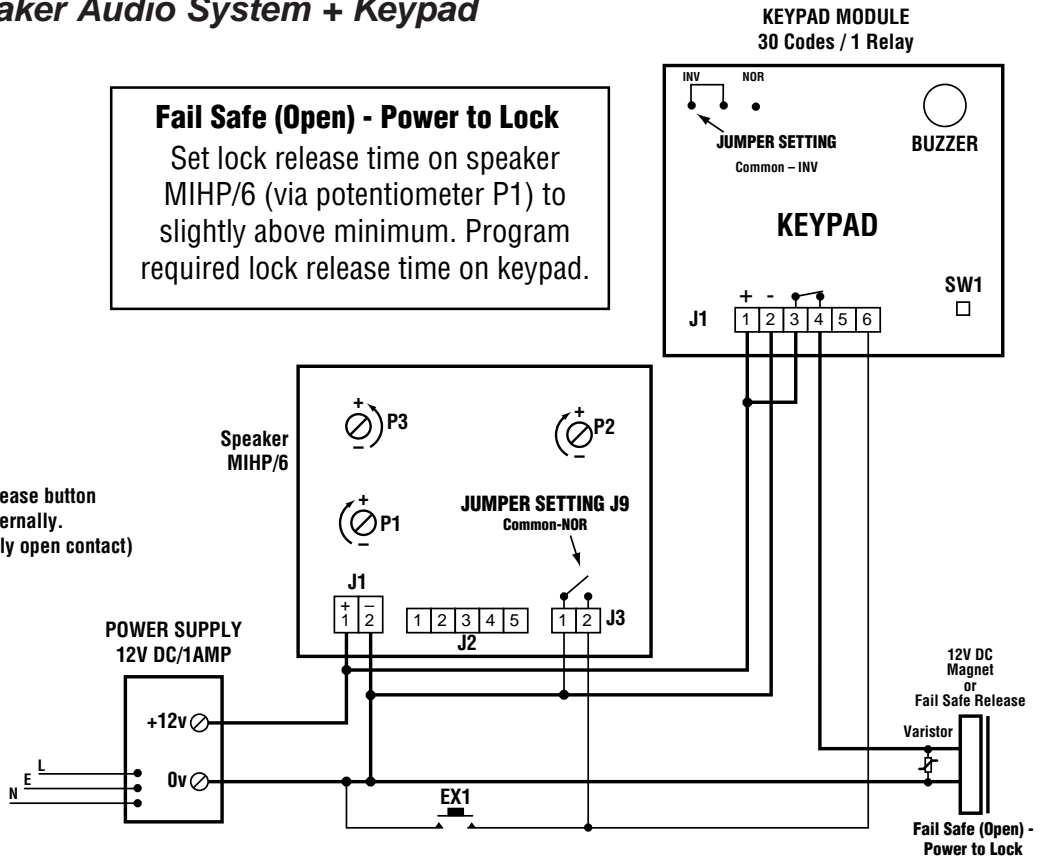 Audio System + Keypad
KEYPAD MODULE
30 Codes / 1 Relay
Fail Safe (Open) - Power to Lock
Set lock release time on speaker
MIHP/6 (via potentiometer P1) to
slightly above minimum. Program
required lock release time on keypad.
INV
NOR
JUMPER SETTING
Common – INV
BUZZER
KEYPAD
SW1
+ -
J1
1 2 3 4 5 6
Speaker
MIHP/6
+
P3
–
+
P2
–
+
P1
–
JUMPER SETTING J9
Common-NOR
J1
+ –
1 2
1 2 3 4 5
J2
1 2
J3
button
open contact)
POWER SUPPLY
12V DC/1AMP
+12v
0v
L
E
N
EX1
12V DC
Magnet
or
Fail Safe Release
Varistor
Fail Safe (Open) -
Power to Lock